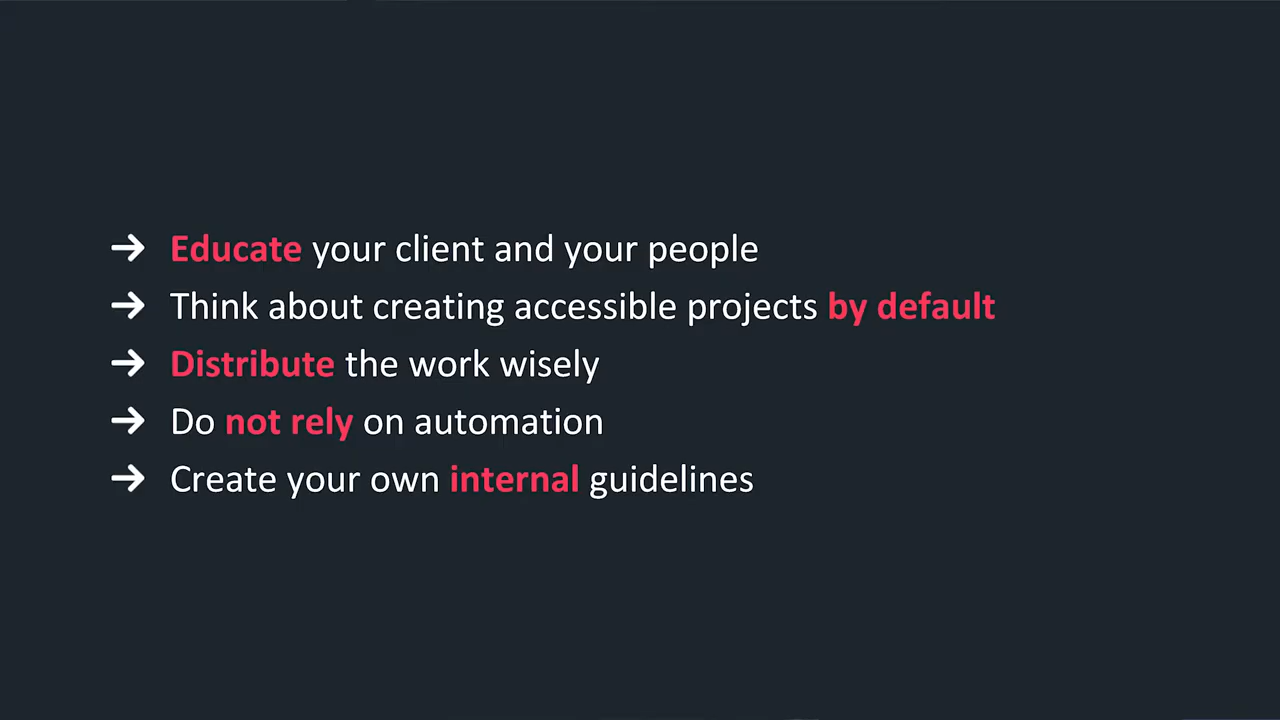 → Educate your client and your people
→ Think about creating accessible projects by default
→ Distribute the work wisely
→ Do not rely on automation
→ Create your own internal guidelines